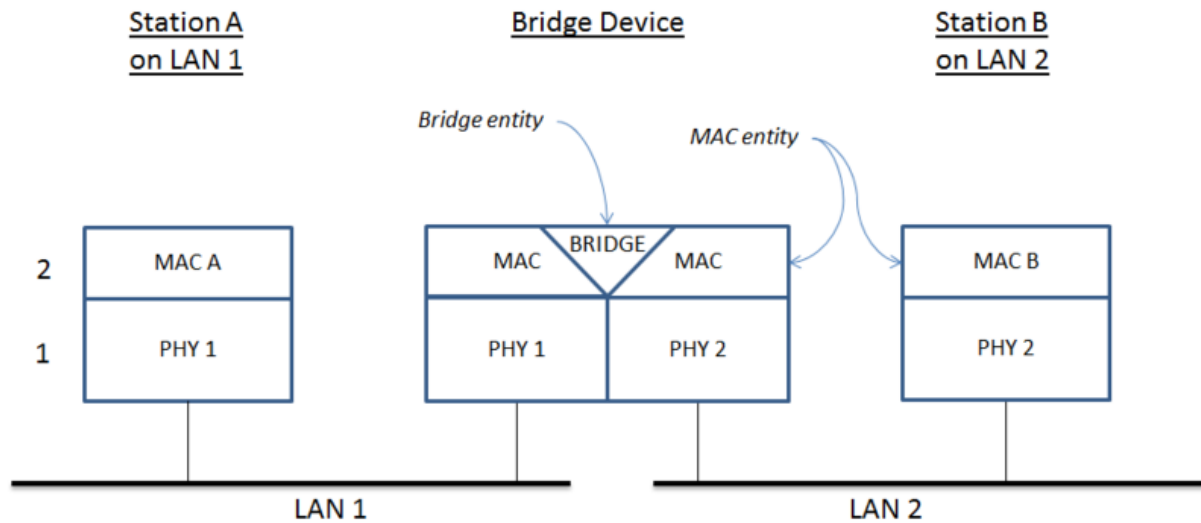 Station A
on LAN 1
Bridge Device
Station B
on LAN 2
Bridge entity
MAC entity
2
MAC A
MAC
BRIDGE
MAC
MAC B
1
PHY 1
PHY 1
PHY 2
PHY 2
LAN 1
LAN 2